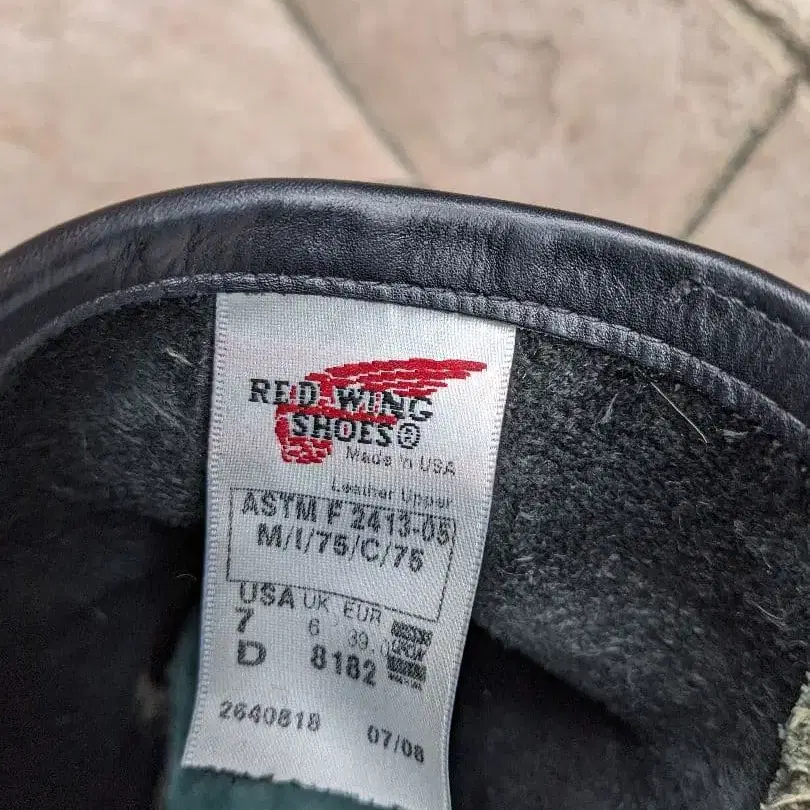 RED WING
SHOES®
Made in USA
Leather Upper
ASTM F 2413-05
M/I/75/C/75
USA UK EUR
7 6 39.0
D 8182
2640818 07/08